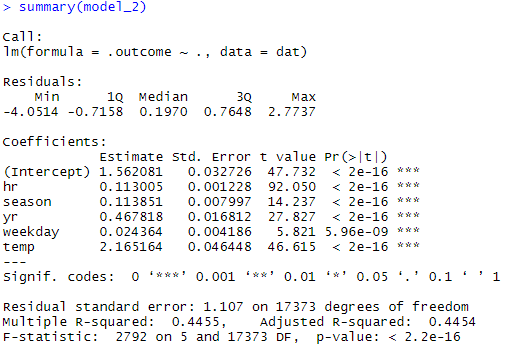 > summary(model_2)
Call:
lm(formula = .outcome ~ ., data = dat)
Residuals:
Min 1Q Median 3Q Max
-4.0514 -0.7158 0.1970 0.7648 2.7737
Coefficients:
Estimate Std. Error t value Pr(>|t|)
(Intercept) 1.562081 0.032726 47.732 < 2e-16 ***
hr 0.113005 0.001228 92.050 < 2e-16 ***
season 0.113851 0.007997 14.237 < 2e-16 ***
yr 0.467818 0.016812 27.827 < 2e-16 ***
weekday 0.024364 0.004186 5.821 5.96e-09 ***
temp 2.165164 0.046448 46.615 < 2e-16 ***
---
Signif. codes: 0 ‘***’ 0.001 ‘**’ 0.01 ‘*’ 0.05 ‘.’ 0.1 ‘ ’ 1
Residual standard error: 1.107 on 17373 degrees of freedom
Multiple R-squared: 0.4455, Adjusted R-squared: 0.4454
F-statistic: 2792 on 5 and 17373 DF, p-value: < 2.2e-16